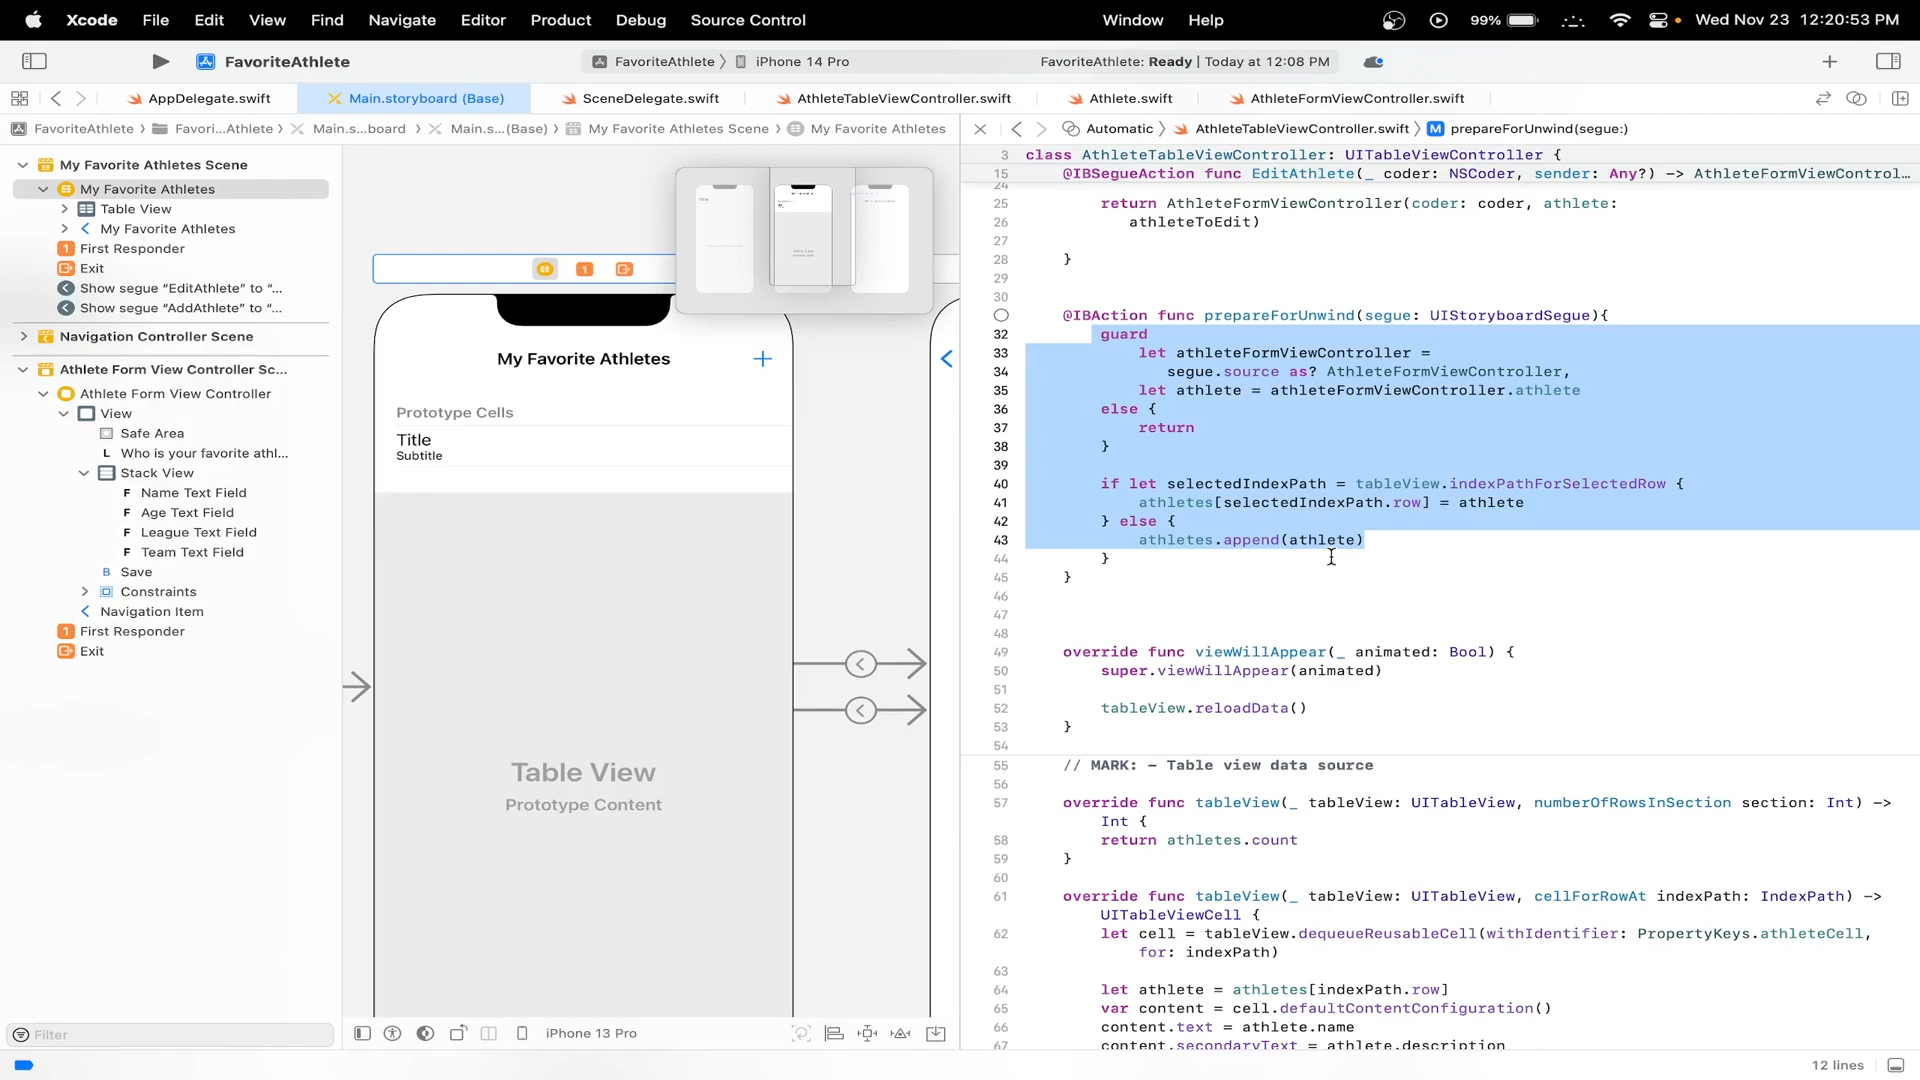 Xcode File Edit View Find Navigate Editor Product Debug Source Control Window Help 99% Wed Nov 23 12:20:53 PM
FavoriteAthlete FavoriteAthlete iPhone 14 Pro FavoriteAthlete: Ready | Today at 12:08 PM
AppDelegate.swift Main.storyboard (Base) SceneDelegate.swift AthleteTableViewController.swift Athlete.swift AthleteFormViewController.swift
FavoriteAthlete Favori...Athlete Main.s...board Main.s...(Base) My Favorite Athletes Scene My Favorite Athletes
Automatic AthleteTableViewController.swift M prepareForUnwind(segue:)
My Favorite Athletes Scene
My Favorite Athletes
Table View
My Favorite Athletes
1 First Responder
Exit
Show segue “EditAthlete” to “...
Show segue “AddAthlete” to “...
Navigation Controller Scene
Athlete Form View Controller Sc...
Athlete Form View Controller
View
Safe Area
L Who is your favorite athl...
Stack View
F Name Text Field
F Age Text Field
F League Text Field
F Team Text Field
B Save
Constraints
Navigation Item
1 First Responder
Exit
Filter
1
My Favorite Athletes
Prototype Cells
Title
Subtitle
Table View
Prototype Content
iPhone 13 Pro
3 class AthleteTableViewController: UITableViewController {
15 @IBSegueAction func EditAthlete(_ coder: NSCoder, sender: Any?) -> AthleteFormViewControl...
24
25 return AthleteFormViewController(coder: coder, athlete:
26 athleteToEdit)
27
28 }
29
30
@IBAction func prepareForUnwind(segue: UIStoryboardSegue){
32 guard
33 let athleteFormViewController =
34 segue.source as? AthleteFormViewController,
35 let athlete = athleteFormViewController.athlete
36 else {
37 return
38 }
39
40 if let selectedIndexPath = tableView.indexPathForSelectedRow {
41 athletes[selectedIndexPath.row] = athlete
42 } else {
43 athletes.append(athlete)
44 }
45 }
46
47
48
49 override func viewWillAppear(_ animated: Bool) {
50 super.viewWillAppear(animated)
51
52 tableView.reloadData()
53 }
54
55 // MARK: - Table view data source
56
57 override func tableView(_ tableView: UITableView, numberOfRowsInSection section: Int) ->
Int {
58 return athletes.count
59 }
60
61 override func tableView(_ tableView: UITableView, cellForRowAt indexPath: IndexPath) ->
UITableViewCell {
62 let cell = tableView.dequeueReusableCell(withIdentifier: PropertyKeys.athleteCell,
for: indexPath)
63
64 let athlete = athletes[indexPath.row]
65 var content = cell.defaultContentConfiguration()
66 content.text = athlete.name
67 content.secondaryText = athlete.description
12 lines